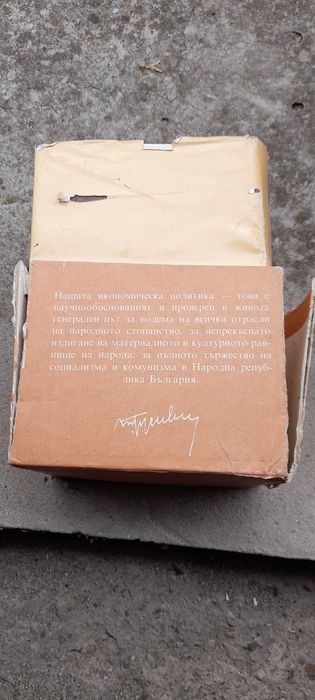 Нашата икономическа политика — това е
научнообоснованият и проверен в живота
генерален път за подема на всички отрасли
на народното стопанство, за непрекъснато
издигане на материалното и културното рав-
нище на народа, за пълното тържество на
социализма и комунизма в Народна репуб-
лика България.